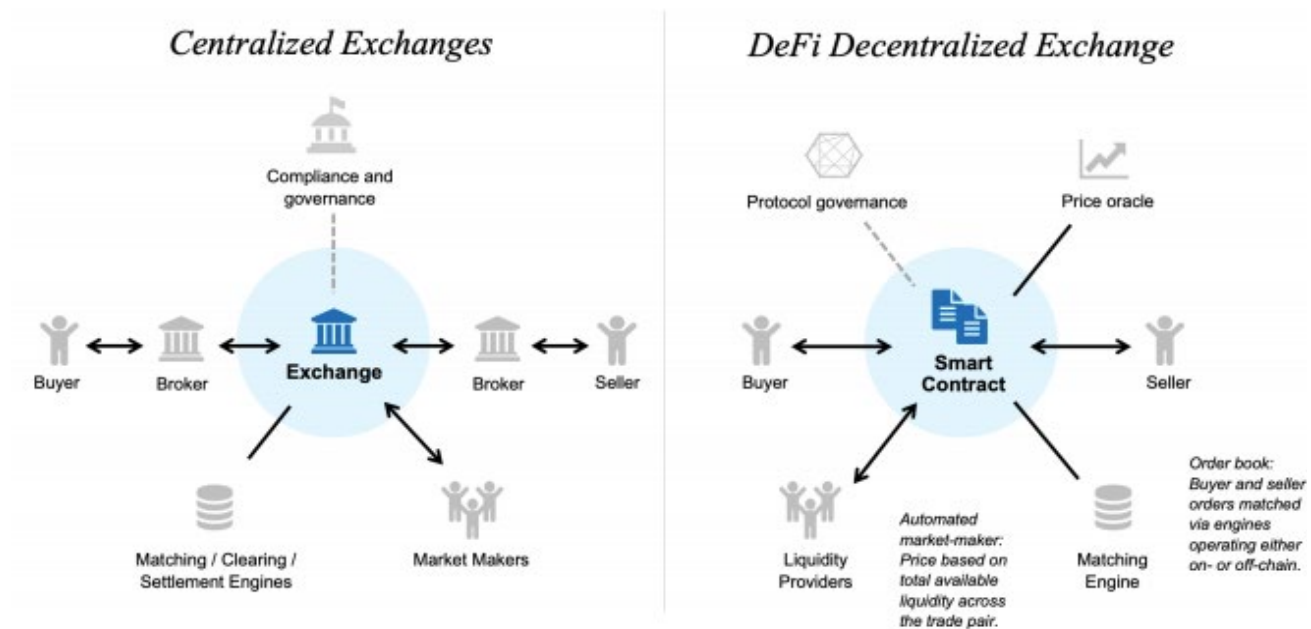 Centralized Exchanges
Compliance and
governance
Buyer
Broker
Exchange
Broker
Seller
Matching / Clearing /
Settlement Engines
Market Makers
DeFi Decentralized Exchange
Protocol governance
Price oracle
Buyer
Smart
Contract
Seller
Liquidity
Providers
Automated
market-maker:
Price based on
total available
liquidity across
the trade pair.
Matching
Engine
Order book:
Buyer and seller
orders matched
via engines
operating either
on- or off-chain.